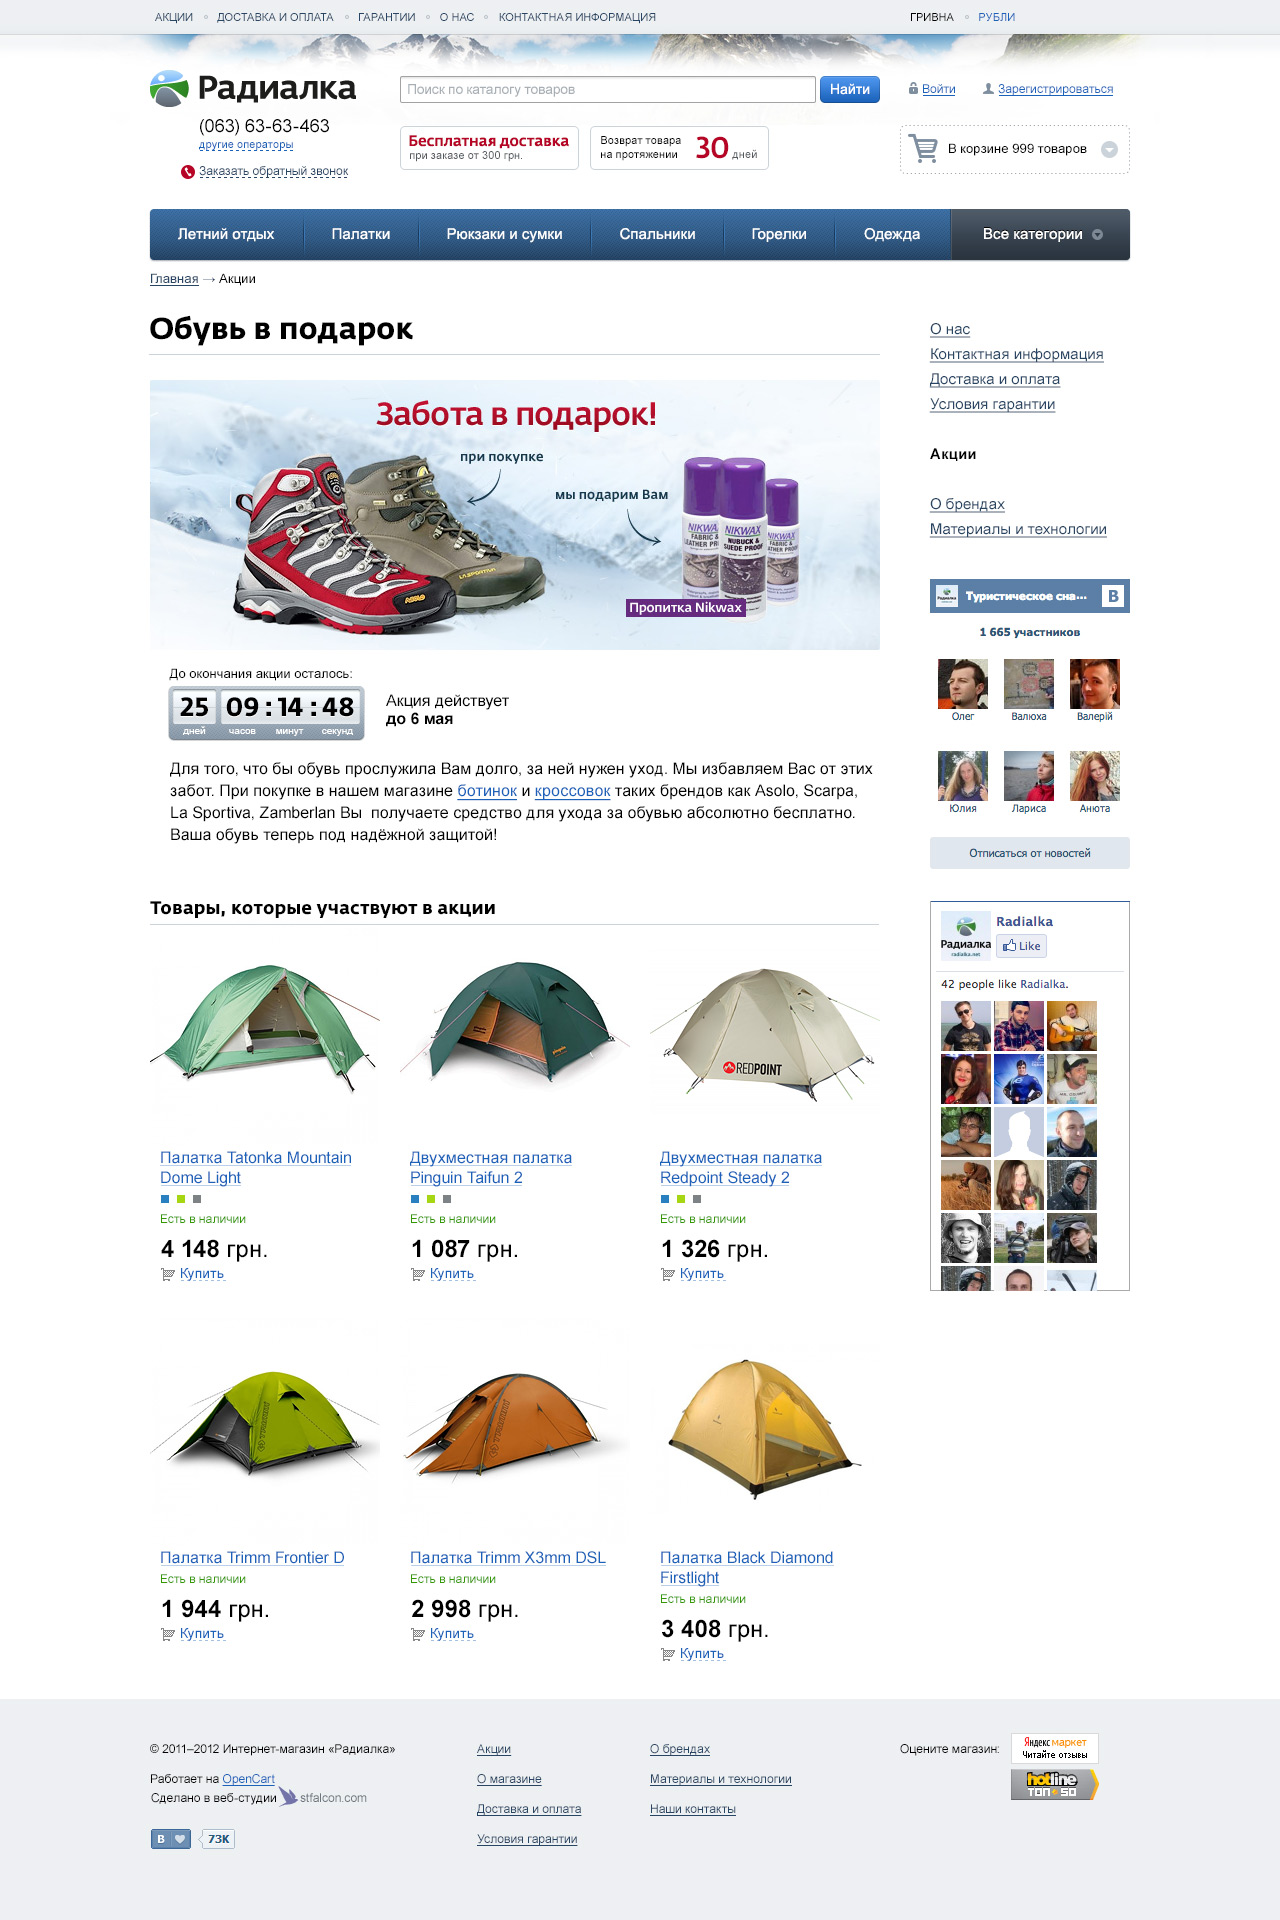 АКЦИИ ДОСТАВКА И ОПЛАТА ГАРАНТИИ О НАС КОНТАКТНАЯ ИНФОРМАЦИЯ ГРИВНА РУБЛИ
Радиалка
Поиск по каталогу товаров Найти
Войти Зарегистрироваться
(063) 63-63-463
другие операторы
Заказать обратный звонок
Бесплатная доставка
при заказе от 300 грн.
Возврат товара
на протяжении 30 дней
В корзине 999 товаров
Летний отдых Палатки Рюкзаки и сумки Спальники Горелки Одежда Все категории
Главная → Акции
Обувь в подарок
Забота в подарок!
при покупке
мы подарим Вам
NIKWAX
FABRIC &
LEATHER PROOF
NIKWAX
NUBUCK &
SUEDE PROOF
NIKWAX
LA SPORTIVA
ASOLO
Пропитка Nikwax
До окончания акции осталось:
25 09 : 14 : 48
дней часов минут секунд
Акция действует
до 6 мая
Для того, что бы обувь прослужила Вам долго, за ней нужен уход. Мы избавляем Вас от этих
забот. При покупке в нашем магазине ботинок и кроссовок таких брендов как Asolo, Scarpa,
La Sportiva, Zamberlan Вы получаете средство для ухода за обувью абсолютно бесплатно.
Ваша обувь теперь под надёжной защитой!
Товары, которые участвуют в акции
REDPOINT
Палатка Tatonka Mountain
Dome Light
Есть в наличии
4 148 грн.
Купить
Двухместная палатка
Pinguin Taifun 2
Есть в наличии
1 087 грн.
Купить
Двухместная палатка
Redpoint Steady 2
Есть в наличии
1 326 грн.
Купить
TRIMM
TRIMM
Палатка Trimm Frontier D
Есть в наличии
1 944 грн.
Купить
Палатка Trimm X3mm DSL
Есть в наличии
2 998 грн.
Купить
Палатка Black Diamond
Firstlight
Есть в наличии
3 408 грн.
Купить
О нас
Контактная информация
Доставка и оплата
Условия гарантии
Акции
О брендах
Материалы и технологии
Радиалка
Туристическое сна... В
1 665 участников
Олег Валюха Валерій
Юлия Лариса Анюта
Отписаться от новостей
Радиалка
radialka.net
Radialka
Like
42 people like Radialka.
© 2011–2012 Интернет-магазин «Радиалка»
Работает на OpenCart
Сделано в веб-студии stfalcon.com
В 73K
Акции
О магазине
Доставка и оплата
Условия гарантии
О брендах
Материалы и технологии
Наши контакты
Оцените магазин:
Яндекс маркет
Читайте отзывы
hotline
ТОП-50